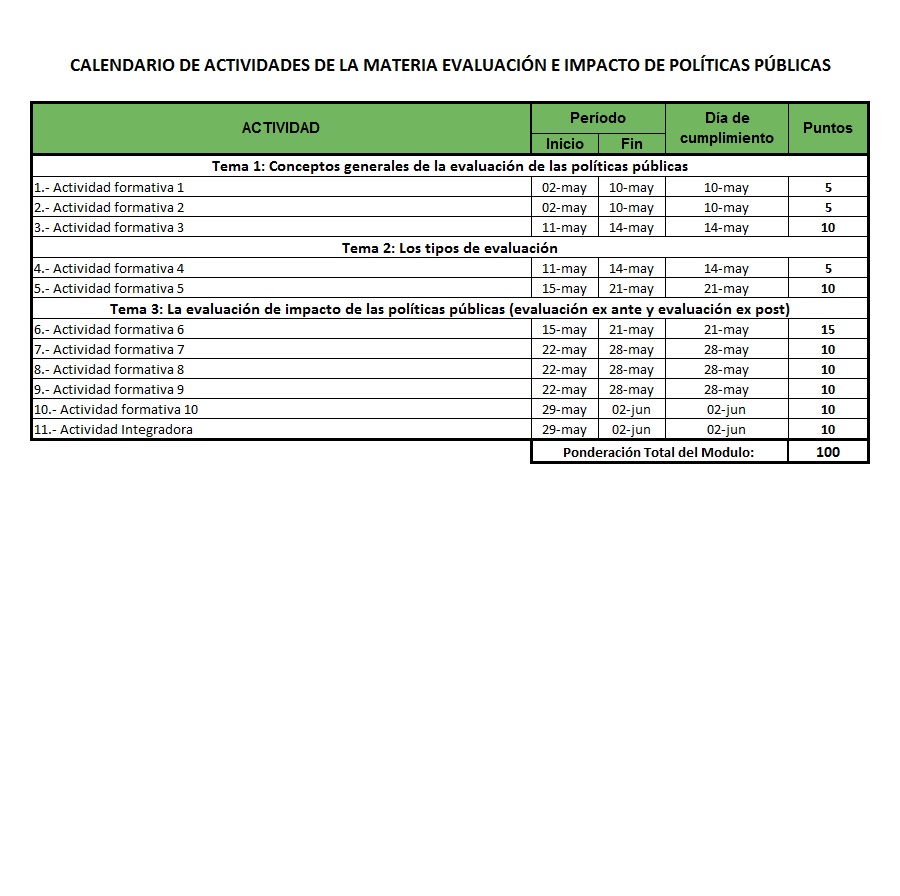 CALENDARIO DE ACTIVIDADES DE LA MATERIA EVALUACIÓN E IMPACTO DE POLÍTICAS PÚBLICAS
ACTIVIDAD Período Día de cumplimiento Puntos
Inicio Fin
Tema 1: Conceptos generales de la evaluación de las políticas públicas
1.- Actividad formativa 1 02-may 10-may 10-may 5
2.- Actividad formativa 2 02-may 10-may 10-may 5
3.- Actividad formativa 3 11-may 14-may 14-may 10
Tema 2: Los tipos de evaluación
4.- Actividad formativa 4 11-may 14-may 14-may 5
5.- Actividad formativa 5 15-may 21-may 21-may 10
Tema 3: La evaluación de impacto de las políticas públicas (evaluación ex ante y evaluación ex post)
6.- Actividad formativa 6 15-may 21-may 21-may 15
7.- Actividad formativa 7 22-may 28-may 28-may 10
8.- Actividad formativa 8 22-may 28-may 28-may 10
9.- Actividad formativa 9 22-may 28-may 28-may 10
10.- Actividad formativa 10 29-may 02-jun 02-jun 10
11.- Actividad Integradora 29-may 02-jun 02-jun 10
Ponderación Total del Modulo: 100